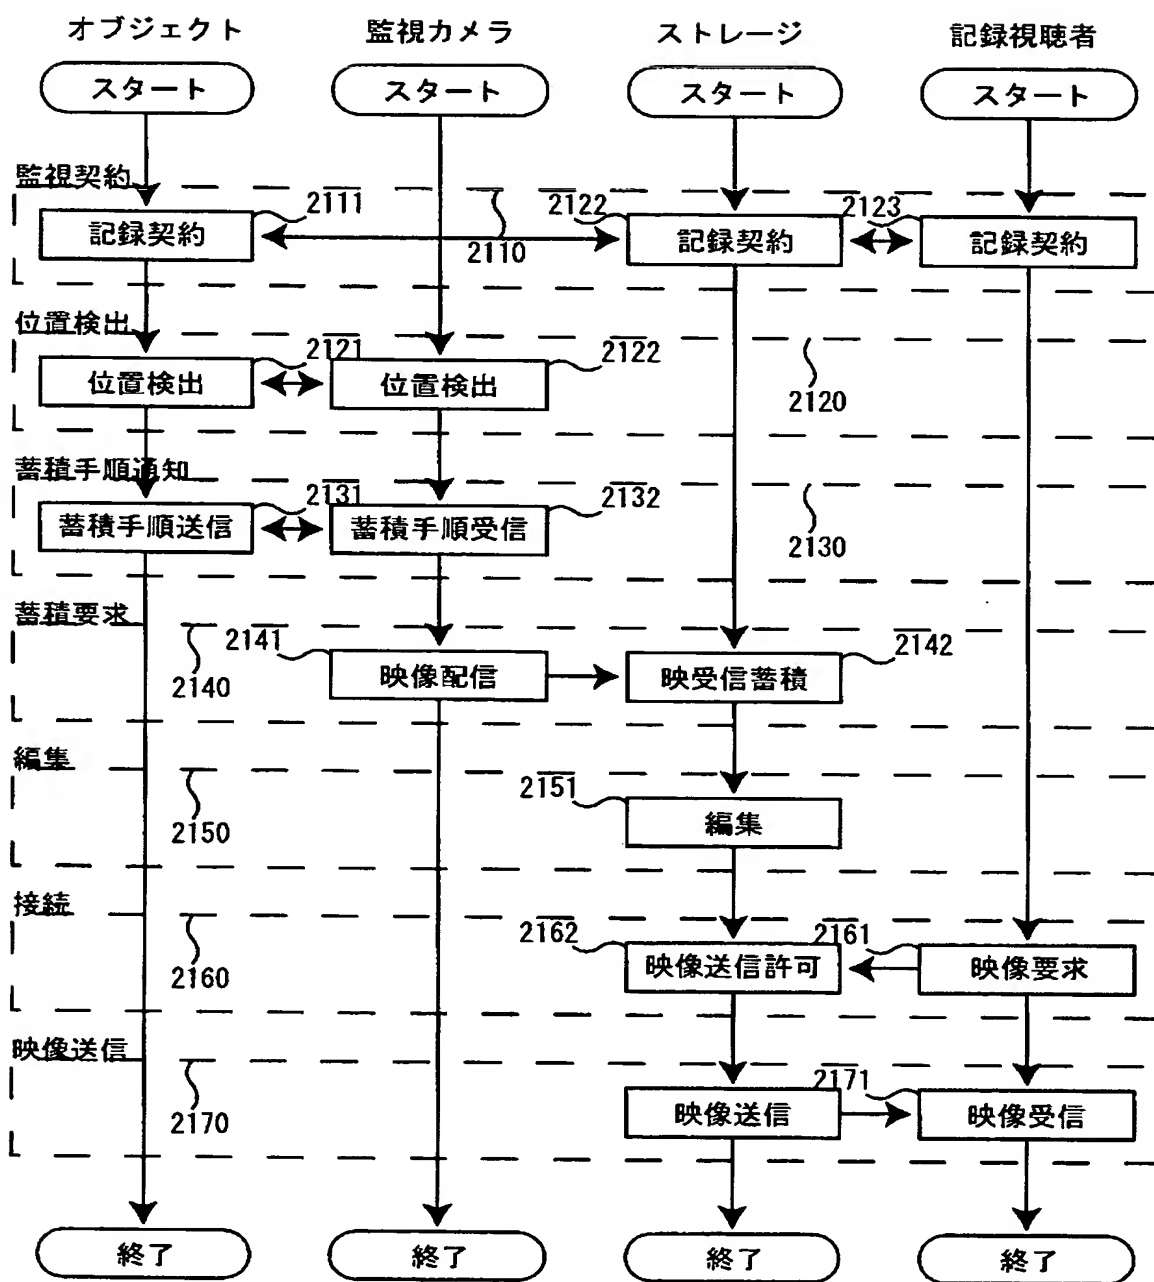 オブジェクト 監視カメラ ストレージ 記録視聴者
スタート スタート スタート スタート
監視契約
2111 2122 2123
記録契約 2110 記録契約 記録契約
位置検出
2121 2122
位置検出 位置検出 2120
蓄積手順通知
2131 2132
蓄積手順送信 蓄積手順受信 2130
蓄積要求
2141 2142
2140 映像配信 映受信蓄積
編集
2151
2150 編集
接続
2162 2161
2160 映像送信許可 映像要求
映像送信
2171
2170 映像送信 映像受信
終了 終了 終了 終了